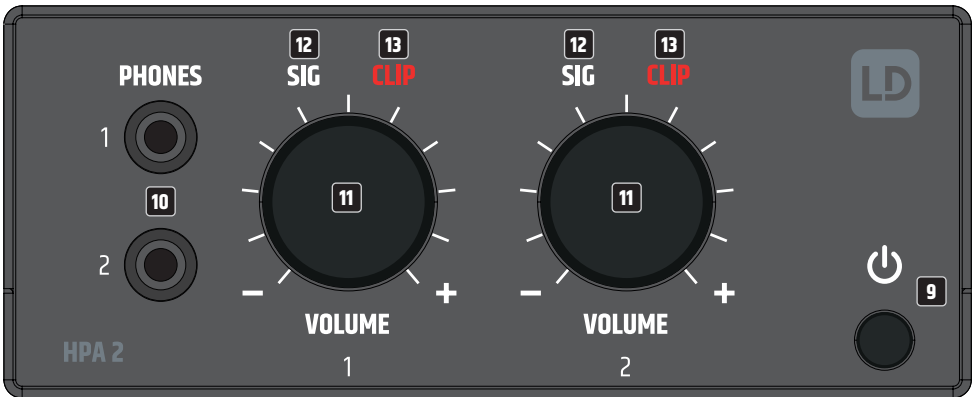 12 13 12 13
PHONES SIG CLIP SIG CLIP LD
1
10 11 11
2
9
− + − +
VOLUME VOLUME
HPA 2 1 2